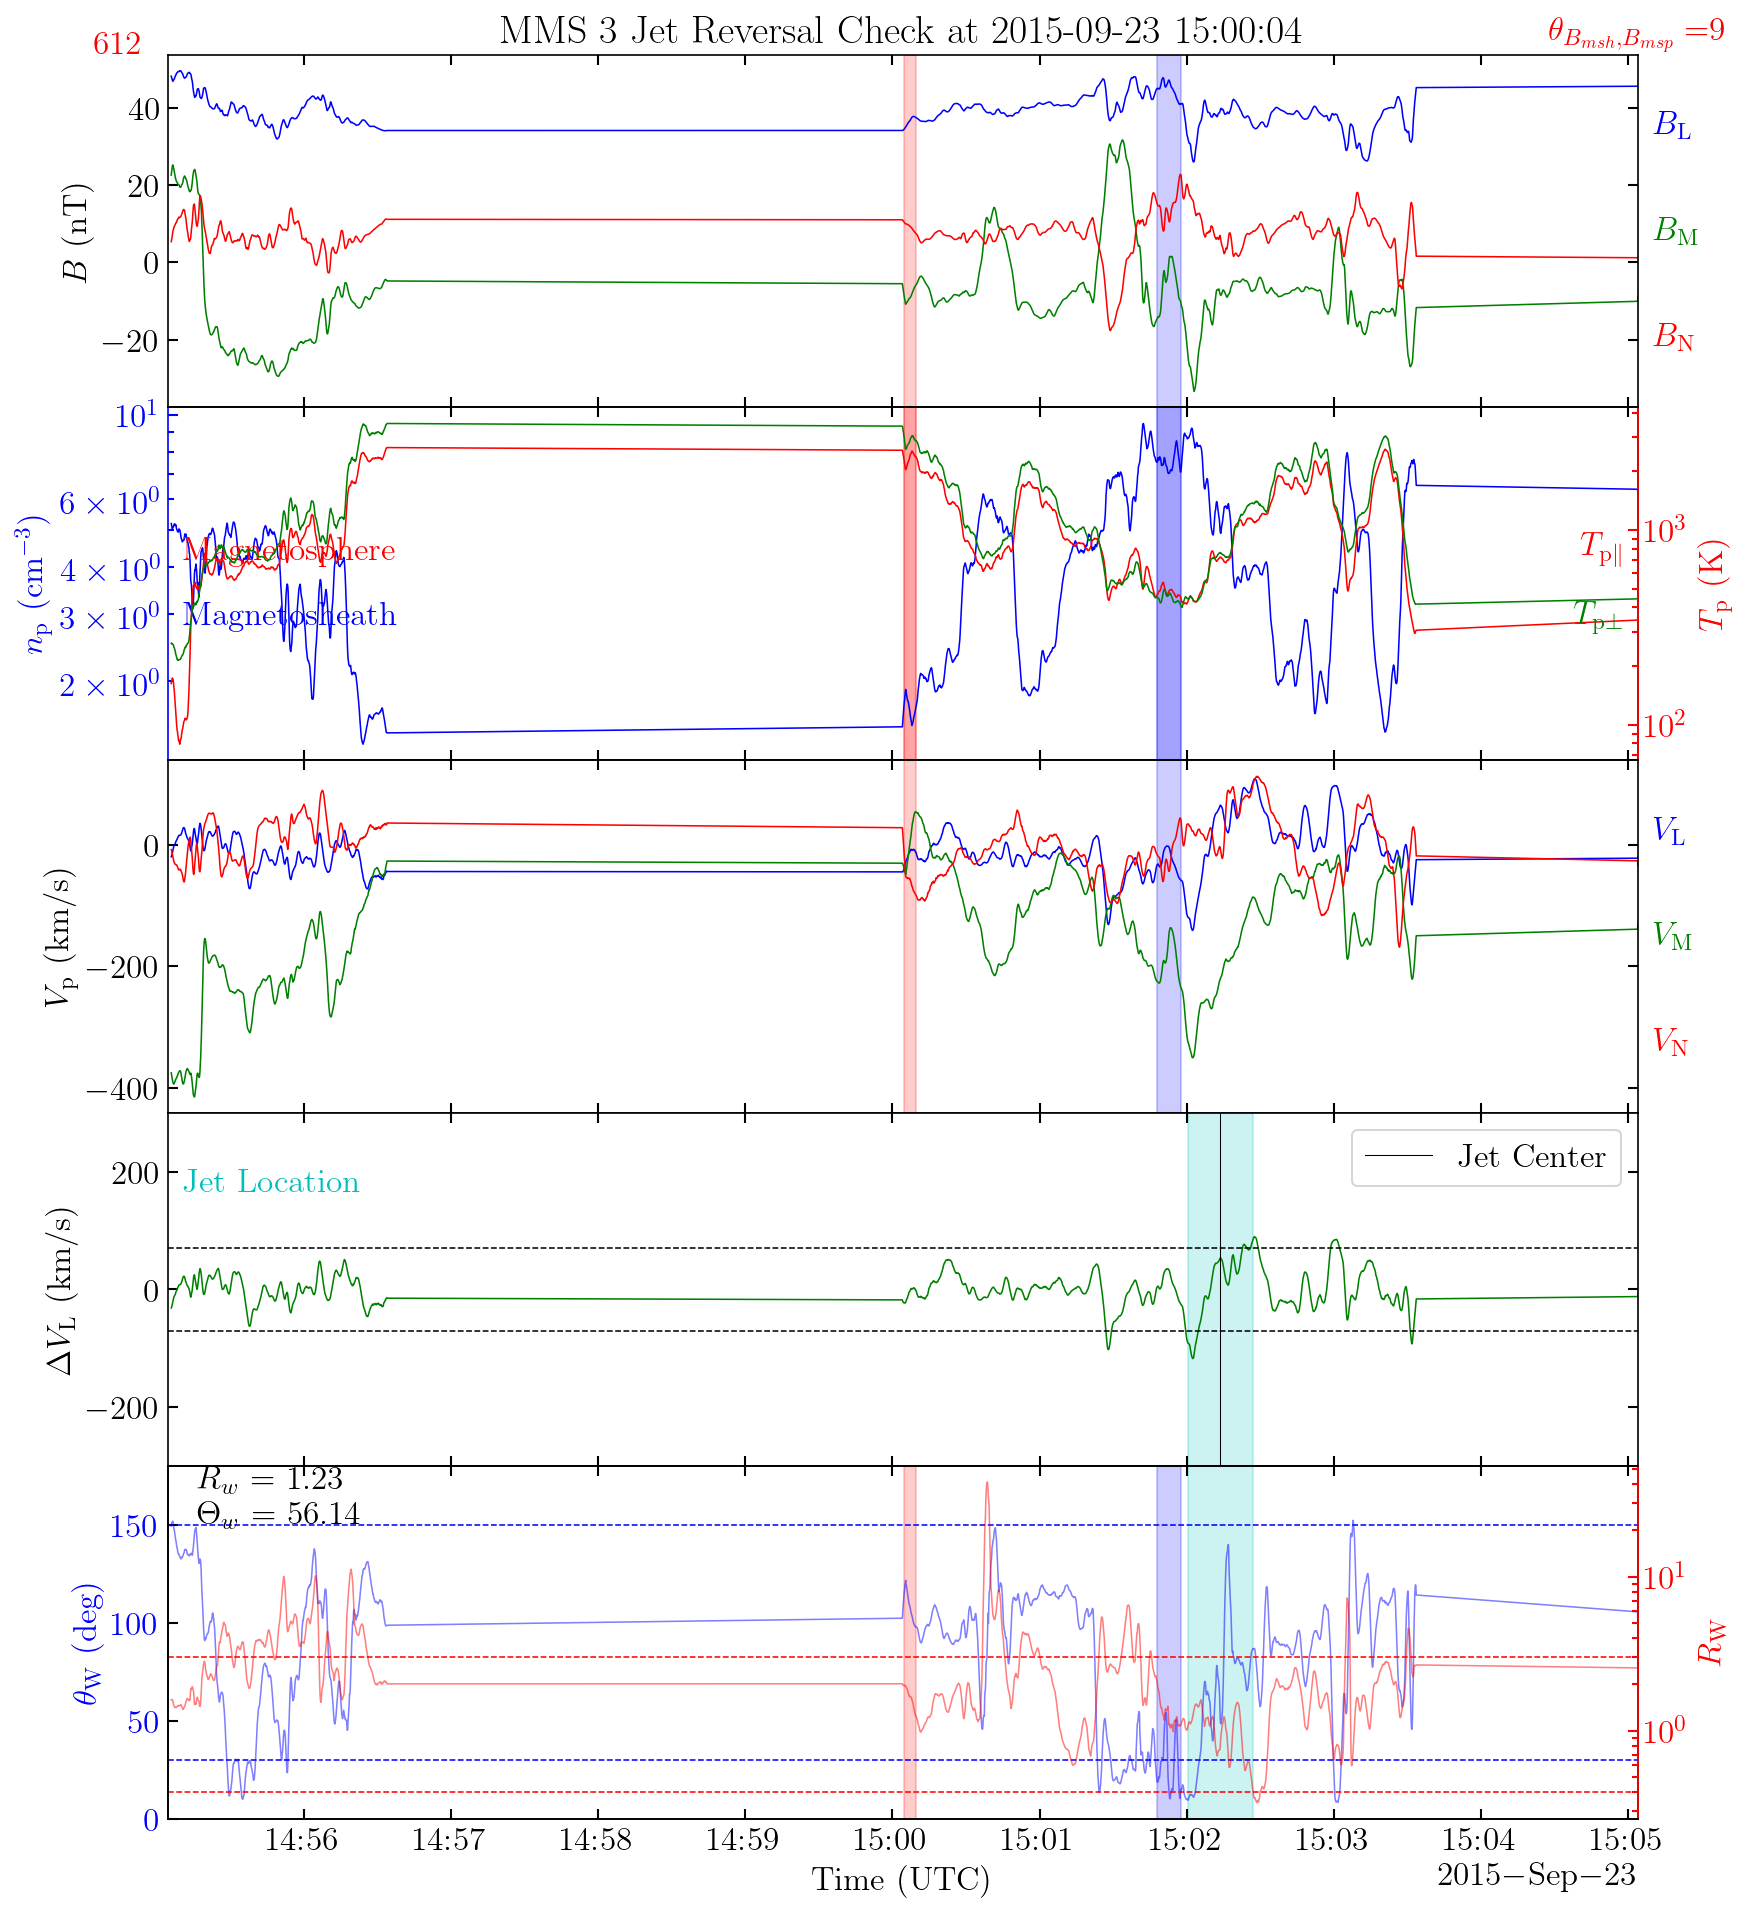 MMS 3 Jet Reversal Check at 2015-09-23 15:00:04
612
θ_{B_{msh},B_{msp}} =9
40
20
0
−20
B (nT)
B_L
B_M
B_N
10^1
6 × 10^0
4 × 10^0
3 × 10^0
2 × 10^0
n_p (cm^{−3})
Magnetosphere
Magnetosheath
T_{p∥}
T_{p⊥}
10^3
10^2
T_p (K)
0
−200
−400
V_p (km/s)
V_L
V_M
V_N
200
0
−200
ΔV_L (km/s)
Jet Location
Jet Center
R_w = 1.23
Θ_w = 56.14
150
100
50
0
θ_W (deg)
10^1
10^0
R_W
14:56 14:57 14:58 14:59 15:00 15:01 15:02 15:03 15:04 15:05
2015−Sep−23
Time (UTC)